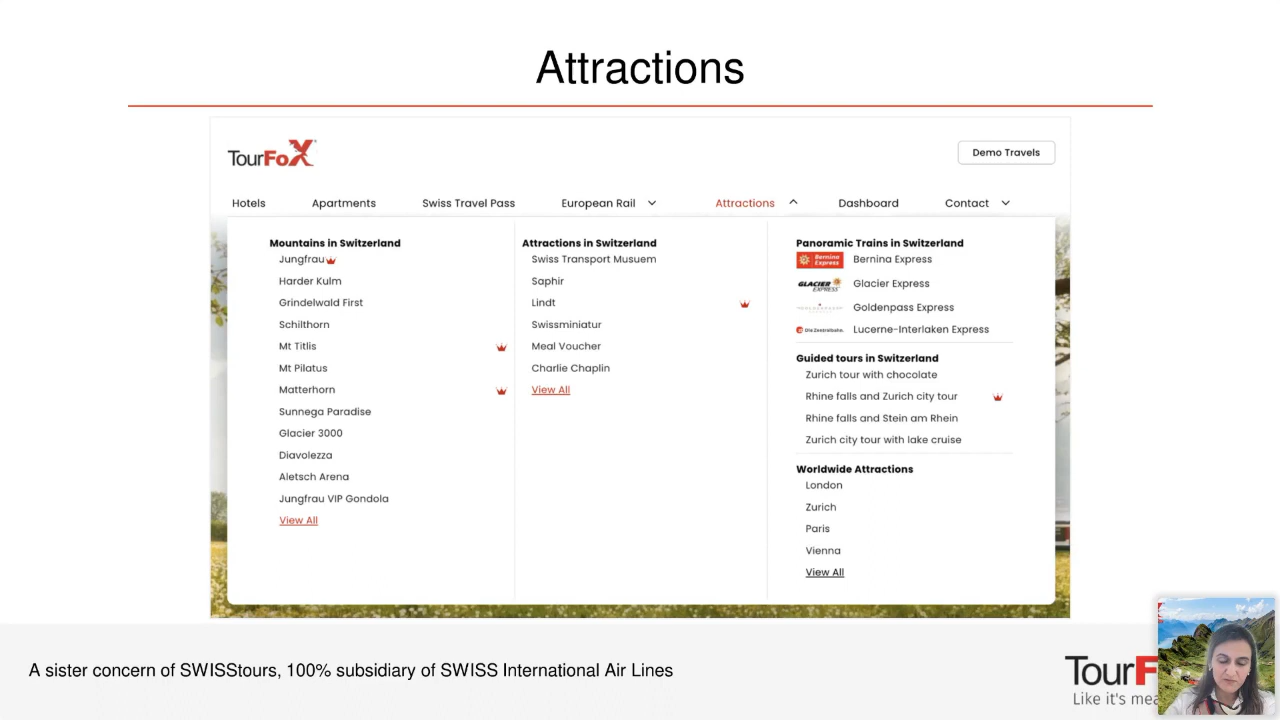 Attractions
TourFoX
Demo Travels
Hotels
Apartments
Swiss Travel Pass
European Rail
Attractions
Dashboard
Contact
Mountains in Switzerland
Jungfrau
Harder Kulm
Grindelwald First
Schilthorn
Mt Titlis
Mt Pilatus
Matterhorn
Sunnega Paradise
Glacier 3000
Diavolezza
Aletsch Arena
Jungfrau VIP Gondola
View All
Attractions in Switzerland
Swiss Transport Musuem
Saphir
Lindt
Swissminiatur
Meal Voucher
Charlie Chaplin
View All
Panoramic Trains in Switzerland
Bernina Express
Bernina Express
GLACIER EXPRESS
Glacier Express
Goldenpass Express
Die Zentralbahn.
Lucerne-Interlaken Express
Guided tours in Switzerland
Zurich tour with chocolate
Rhine falls and Zurich city tour
Rhine falls and Stein am Rhein
Zurich city tour with lake cruise
Worldwide Attractions
London
Zurich
Paris
Vienna
View All
A sister concern of SWISStours, 100% subsidiary of SWISS International Air Lines
TourF
Like it's mea